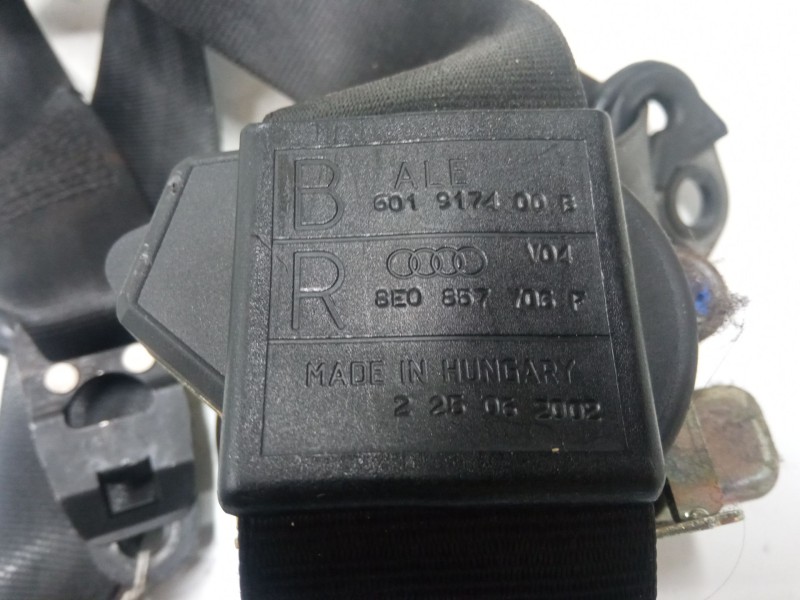 B ALE
601 9174 00 B
R V04
8E0 857 706 F
MADE IN HUNGARY
2 25 06 2002